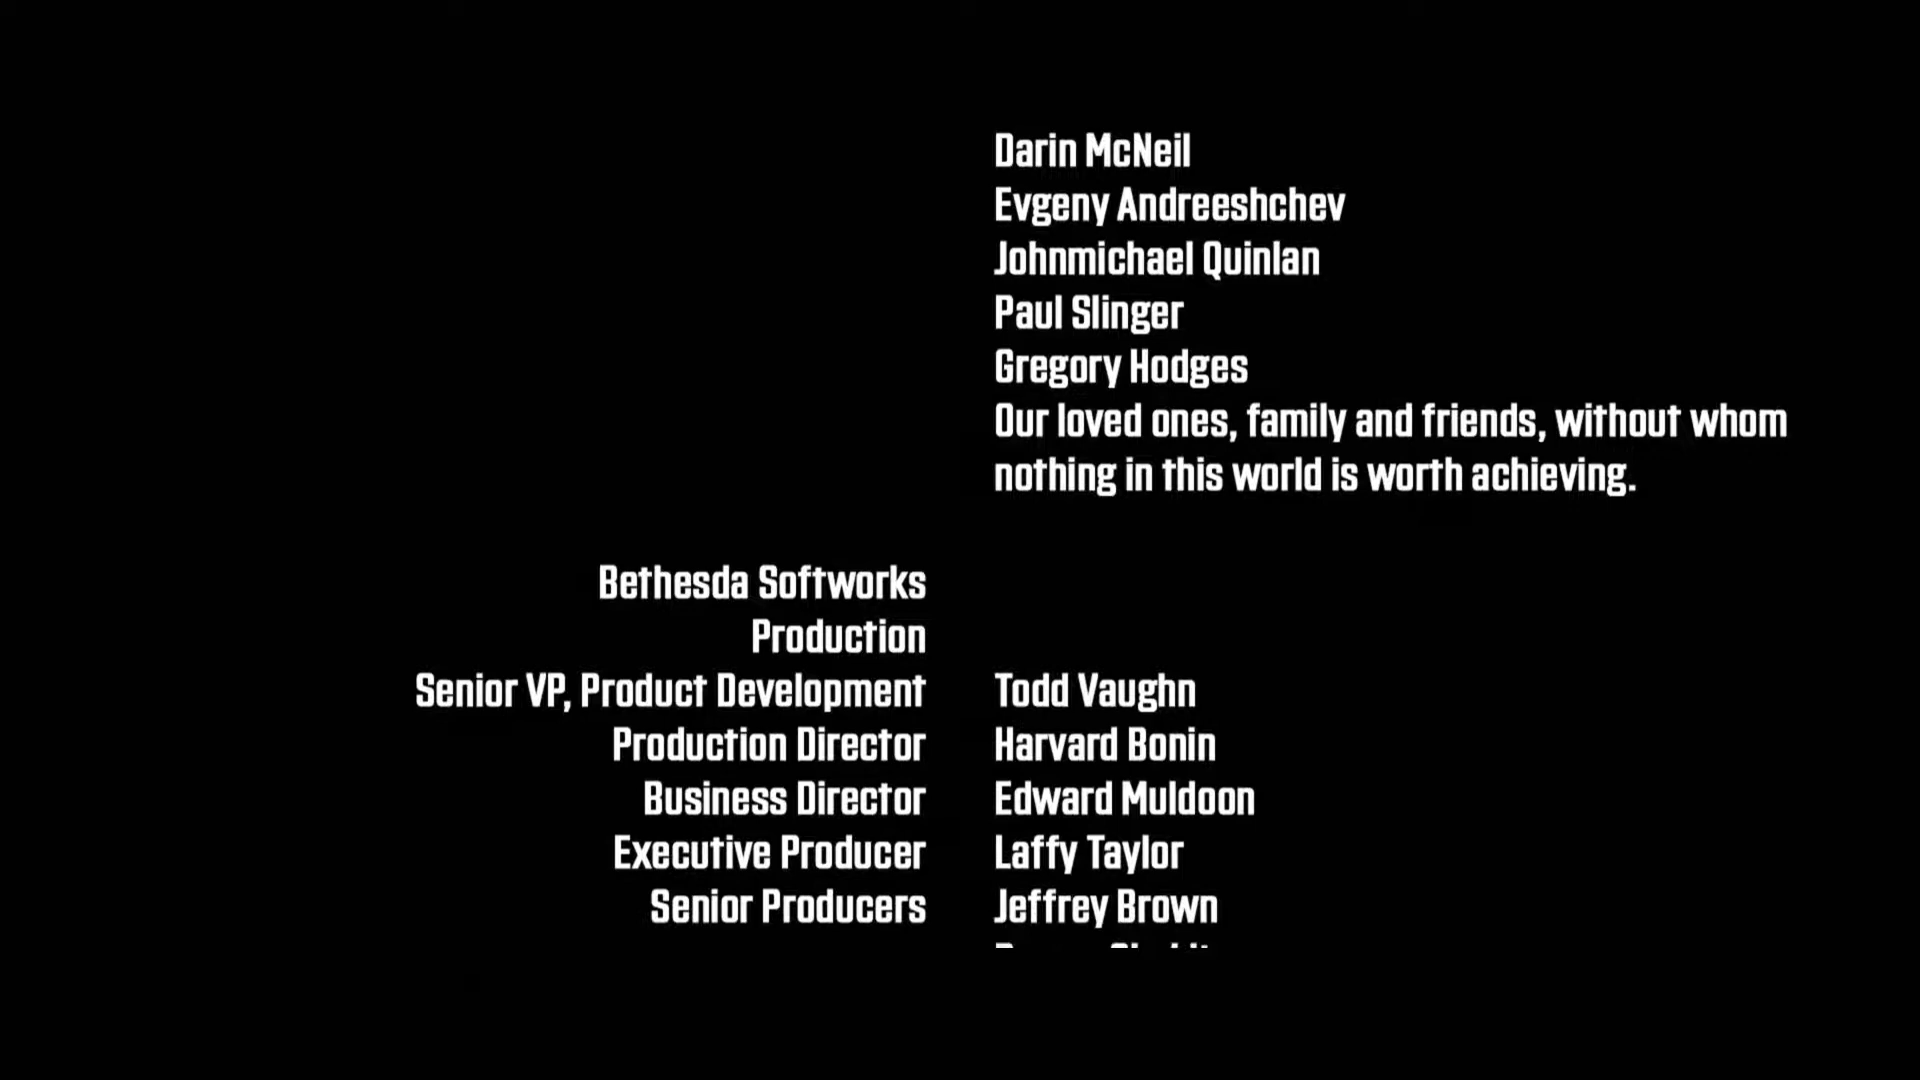 Darin McNeil
Evgeny Andreeshchev
Johnmichael Quinlan
Paul Slinger
Gregory Hodges
Our loved ones, family and friends, without whom
nothing in this world is worth achieving.
Bethesda Softworks
Production
Senior VP, Product Development Todd Vaughn
Production Director Harvard Bonin
Business Director Edward Muldoon
Executive Producer Laffy Taylor
Senior Producers Jeffrey Brown